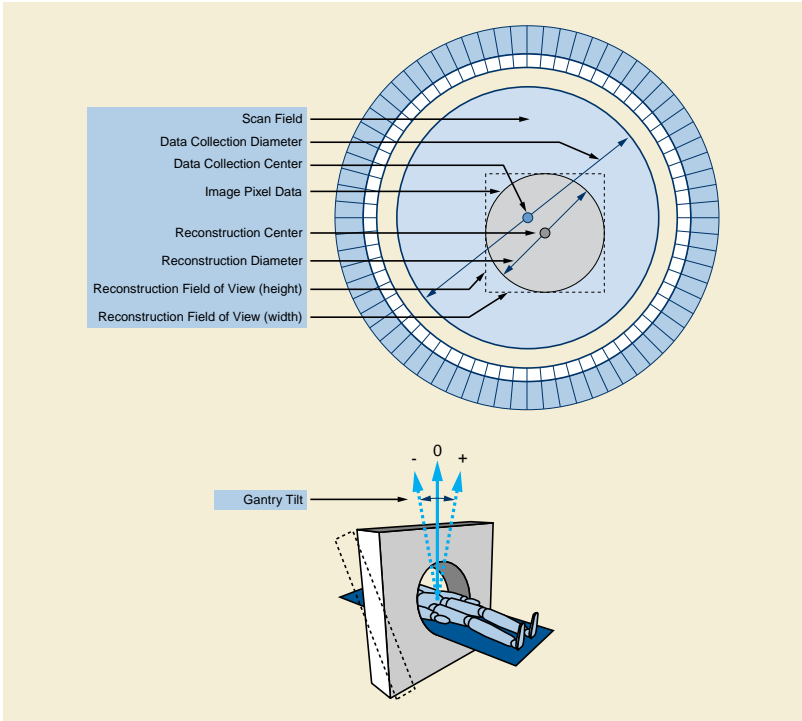 Scan Field
Data Collection Diameter
Data Collection Center
Image Pixel Data
Reconstruction Center
Reconstruction Diameter
Reconstruction Field of View (height)
Reconstruction Field of View (width)
- 0 +
Gantry Tilt